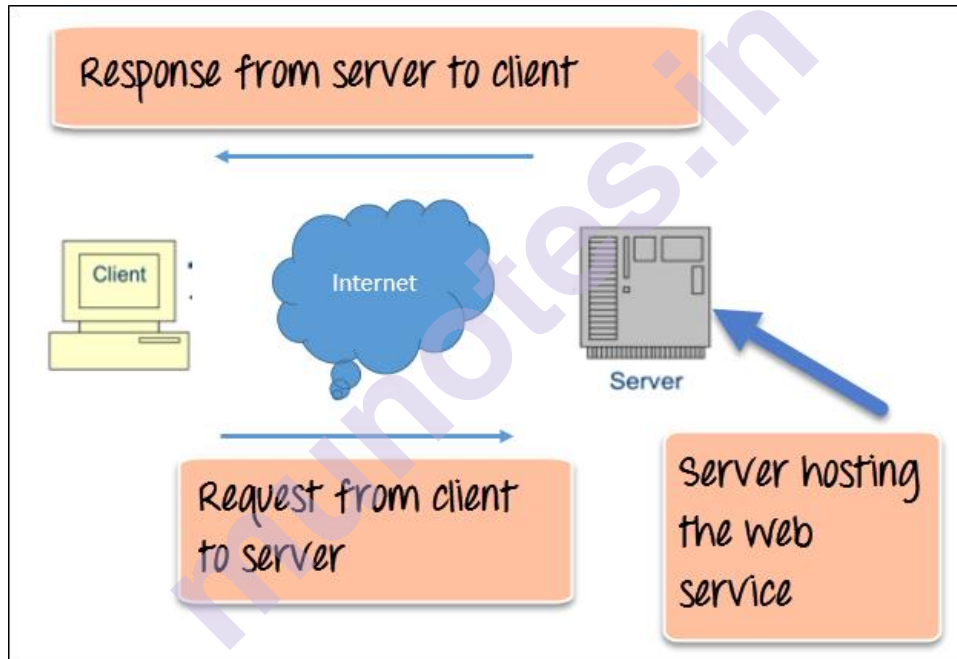 Response from server to client
Client
Internet
Server
Request from client
to server
Server hosting
the web
service
munotes.in